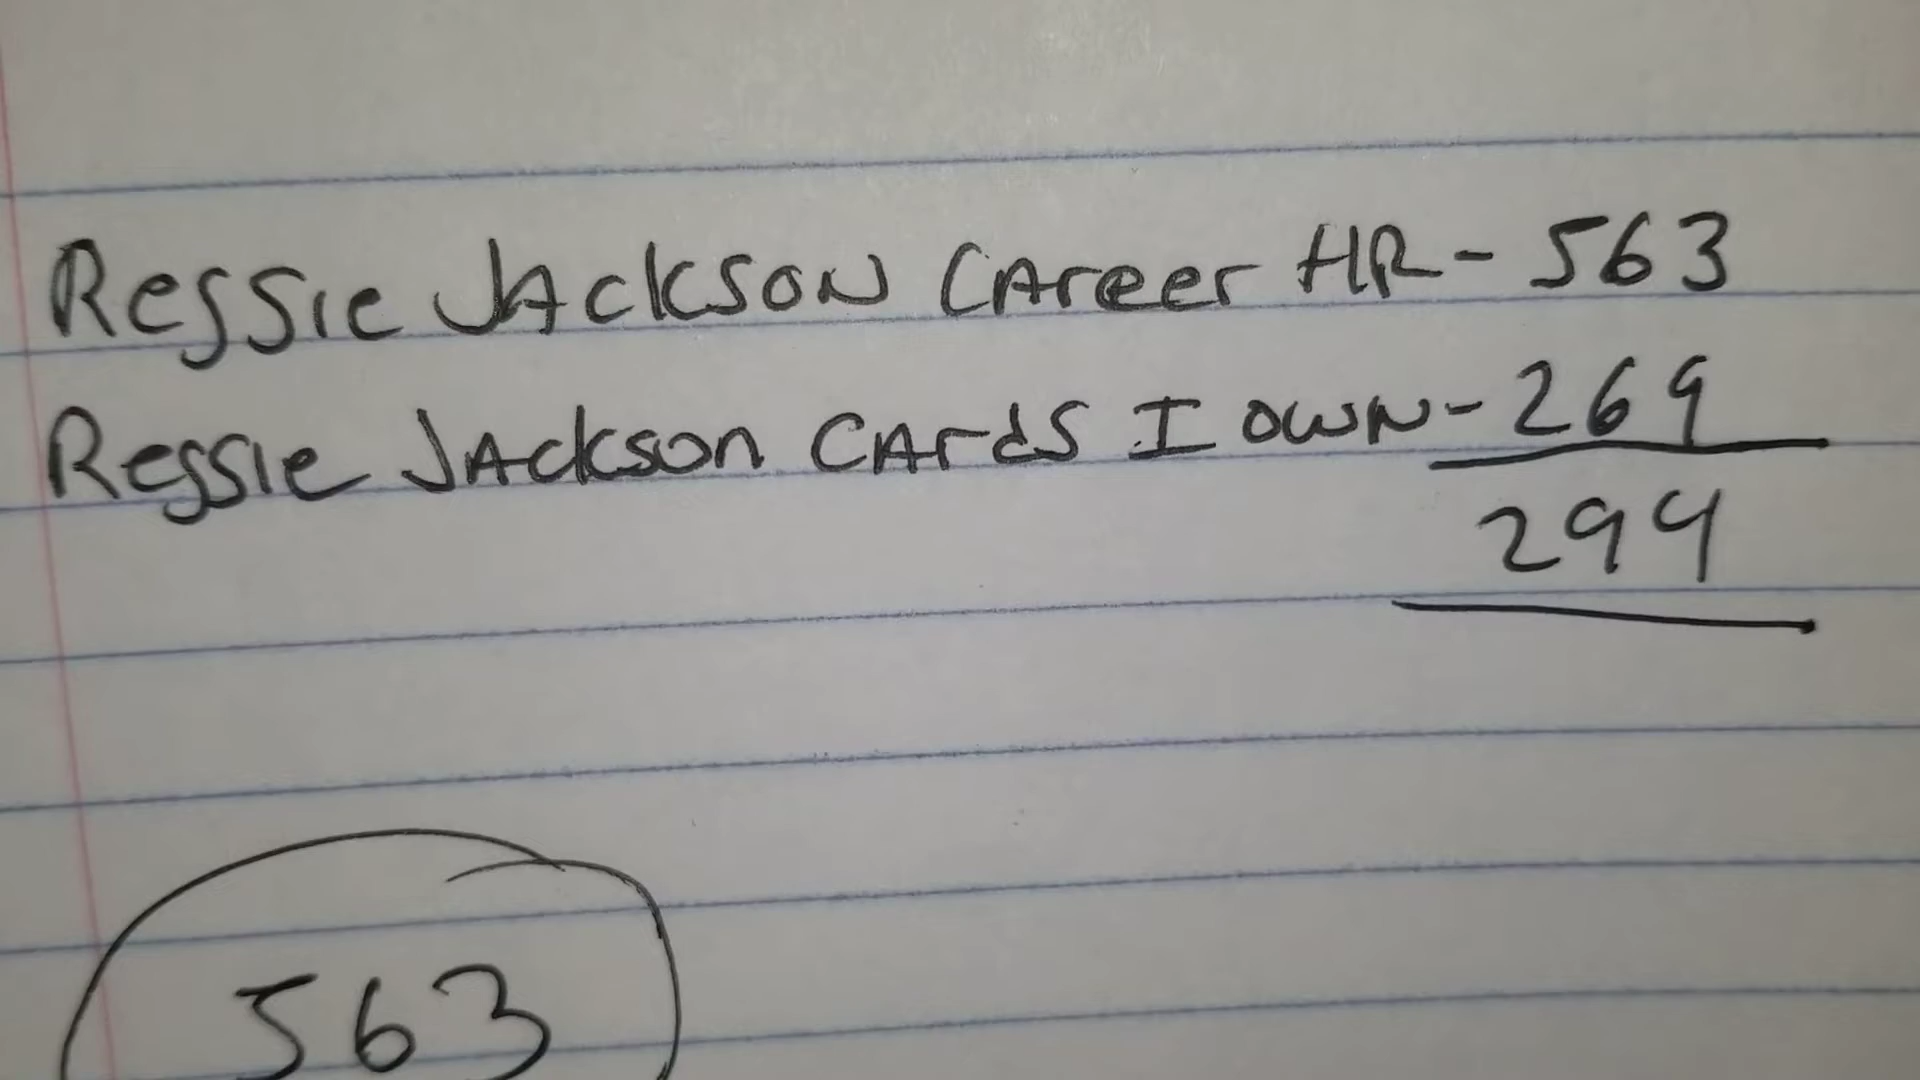 Reggie Jackson Career HR - 563
Reggie Jackson Cards I own - 269
294
563